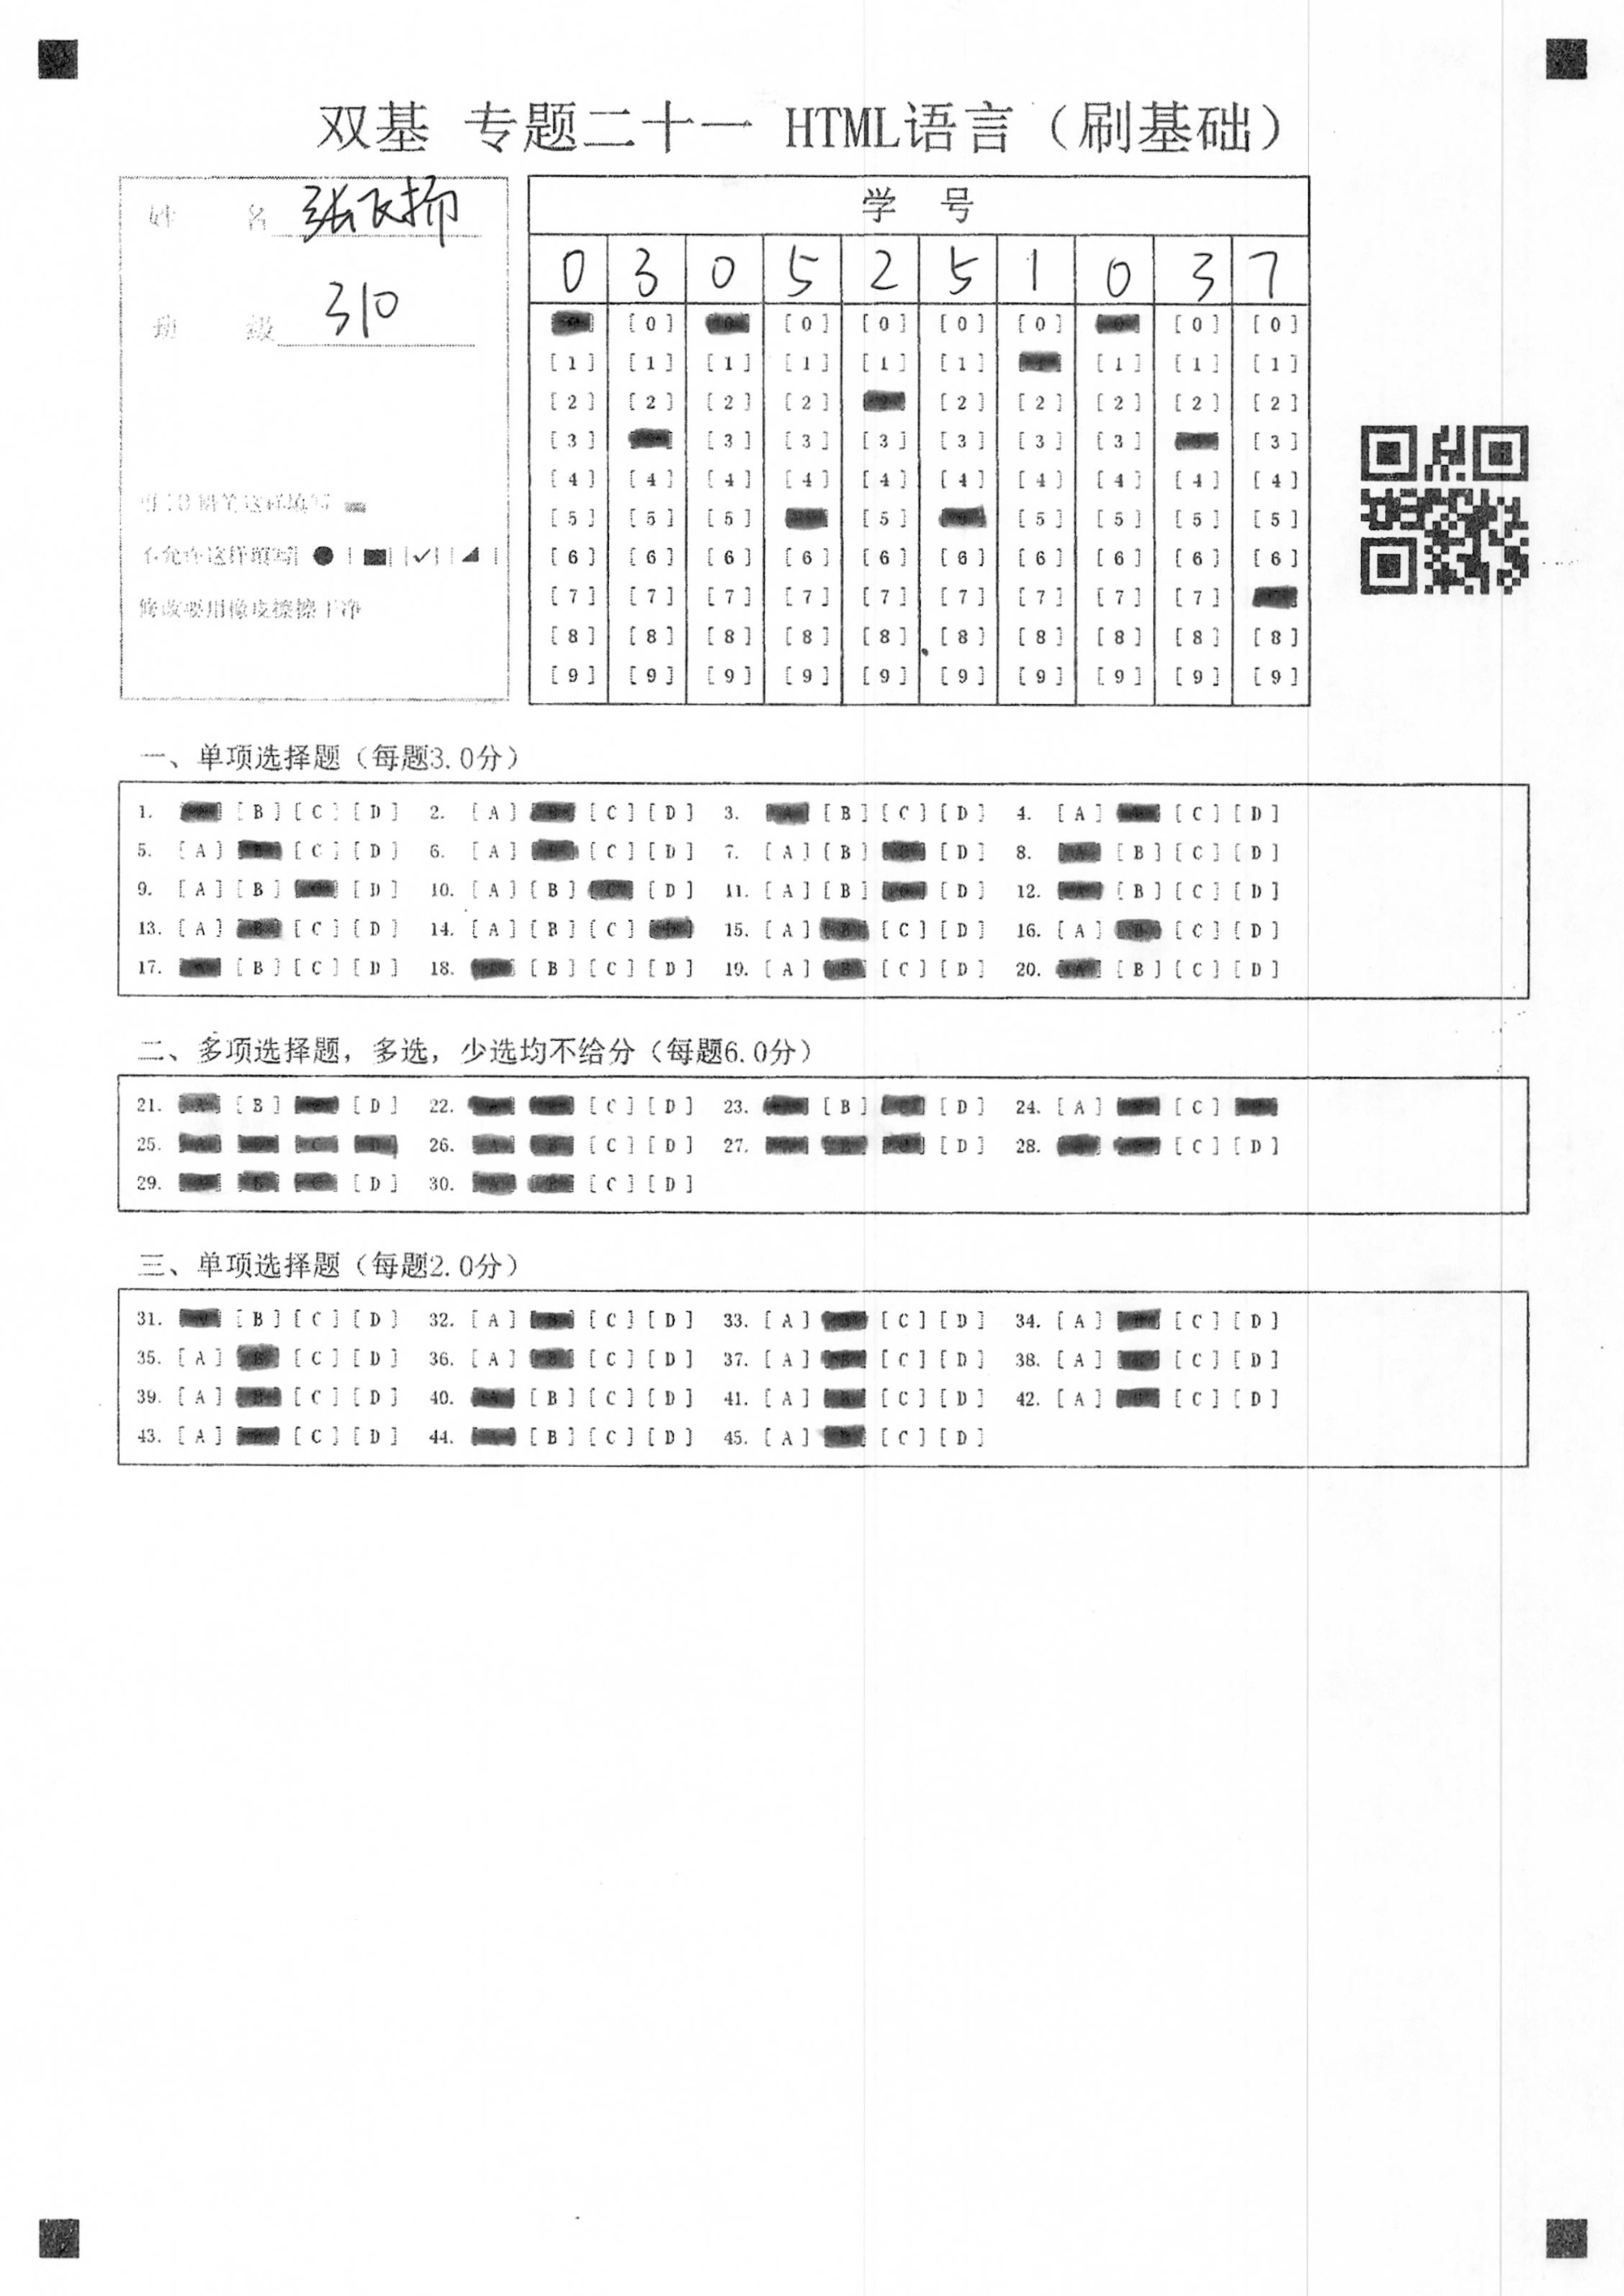 双基 专题二十一 HTML语言（刷基础）
姓 名 张飞扬
班 级 310
修改要用橡皮擦擦干净
学 号
0 3 0 5 2 5 1 0 3 7
[0] [0] [0] [0] [0] [0] [0]
[1] [1] [1] [1] [1] [1] [1] [1] [1]
[2] [2] [2] [2] [2] [2] [2] [2] [2]
[3] [3] [3] [3] [3] [3] [3] [3]
[4] [4] [4] [4] [4] [4] [4] [4] [4] [4]
[5] [5] [5] [5] [5] [5] [5] [5]
[6] [6] [6] [6] [6] [6] [6] [6] [6] [6]
[7] [7] [7] [7] [7] [7] [7] [7] [7]
[8] [8] [8] [8] [8] [8] [8] [8] [8] [8]
[9] [9] [9] [9] [9] [9] [9] [9] [9] [9]
一、单项选择题（每题3.0分）
1. [B] [C] [D] 2. [A] [C] [D] 3. [B] [C] [D] 4. [A] [C] [D]
5. [A] [C] [D] 6. [A] [C] [D] 7. [A] [B] [D] 8. [B] [C] [D]
9. [A] [B] [D] 10. [A] [B] [D] 11. [A] [B] [D] 12. [B] [C] [D]
13. [A] [C] [D] 14. [A] [B] [C] 15. [A] [C] [D] 16. [A] [C] [D]
17. [B] [C] [D] 18. [B] [C] [D] 19. [A] [C] [D] 20. [B] [C] [D]
二、多项选择题，多选，少选均不给分（每题6.0分）
21. [B] [D] 22. [C] [D] 23. [B] [D] 24. [A] [C]
25. 26. [C] [D] 27. [D] 28. [C] [D]
29. [D] 30. [C] [D]
三、单项选择题（每题2.0分）
31. [B] [C] [D] 32. [A] [C] [D] 33. [A] [C] [D] 34. [A] [C] [D]
35. [A] [C] [D] 36. [A] [C] [D] 37. [A] [C] [D] 38. [A] [C] [D]
39. [A] [C] [D] 40. [B] [C] [D] 41. [A] [C] [D] 42. [A] [C] [D]
43. [A] [C] [D] 44. [B] [C] [D] 45. [A] [C] [D]